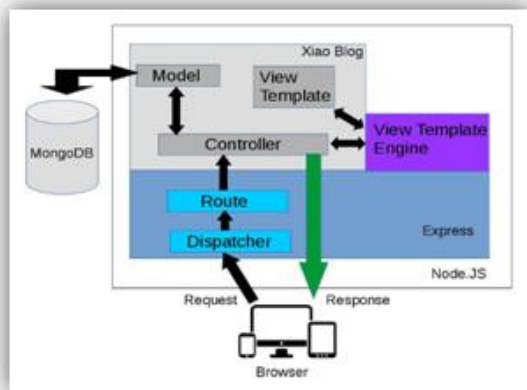 Xiao Blog
Model
View
Template
MongoDB
Controller
View Template
Engine
Route
Express
Dispatcher
Node.JS
Request
Response
Browser